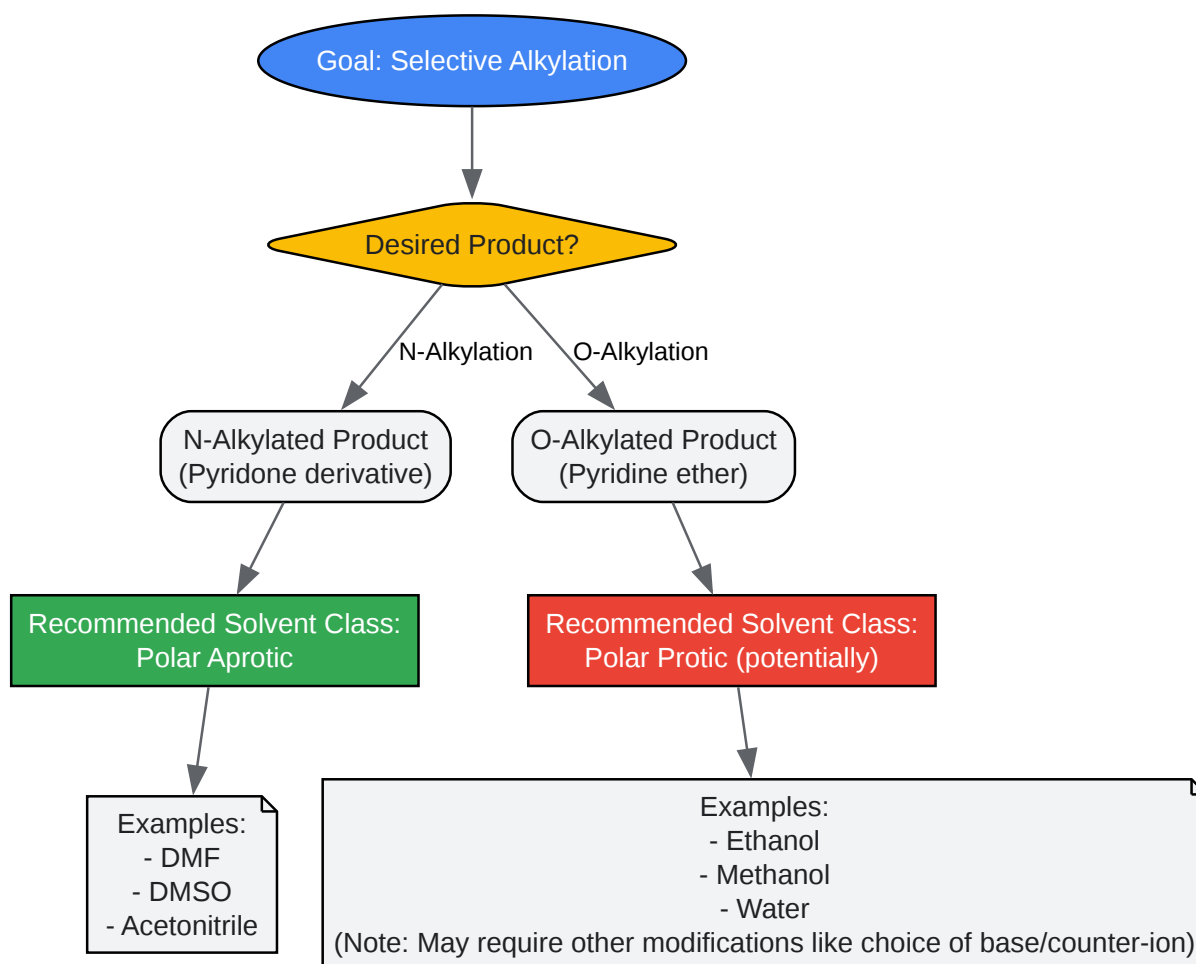 Goal: Selective Alkylation
Desired Product?
N-Alkylation
O-Alkylation
N-Alkylated Product
(Pyridone derivative)
O-Alkylated Product
(Pyridine ether)
Recommended Solvent Class:
Polar Aprotic
Recommended Solvent Class:
Polar Protic (potentially)
Examples:
- DMF
- DMSO
- Acetonitrile
Examples:
- Ethanol
- Methanol
- Water
(Note: May require other modifications like choice of base/counter-ion)